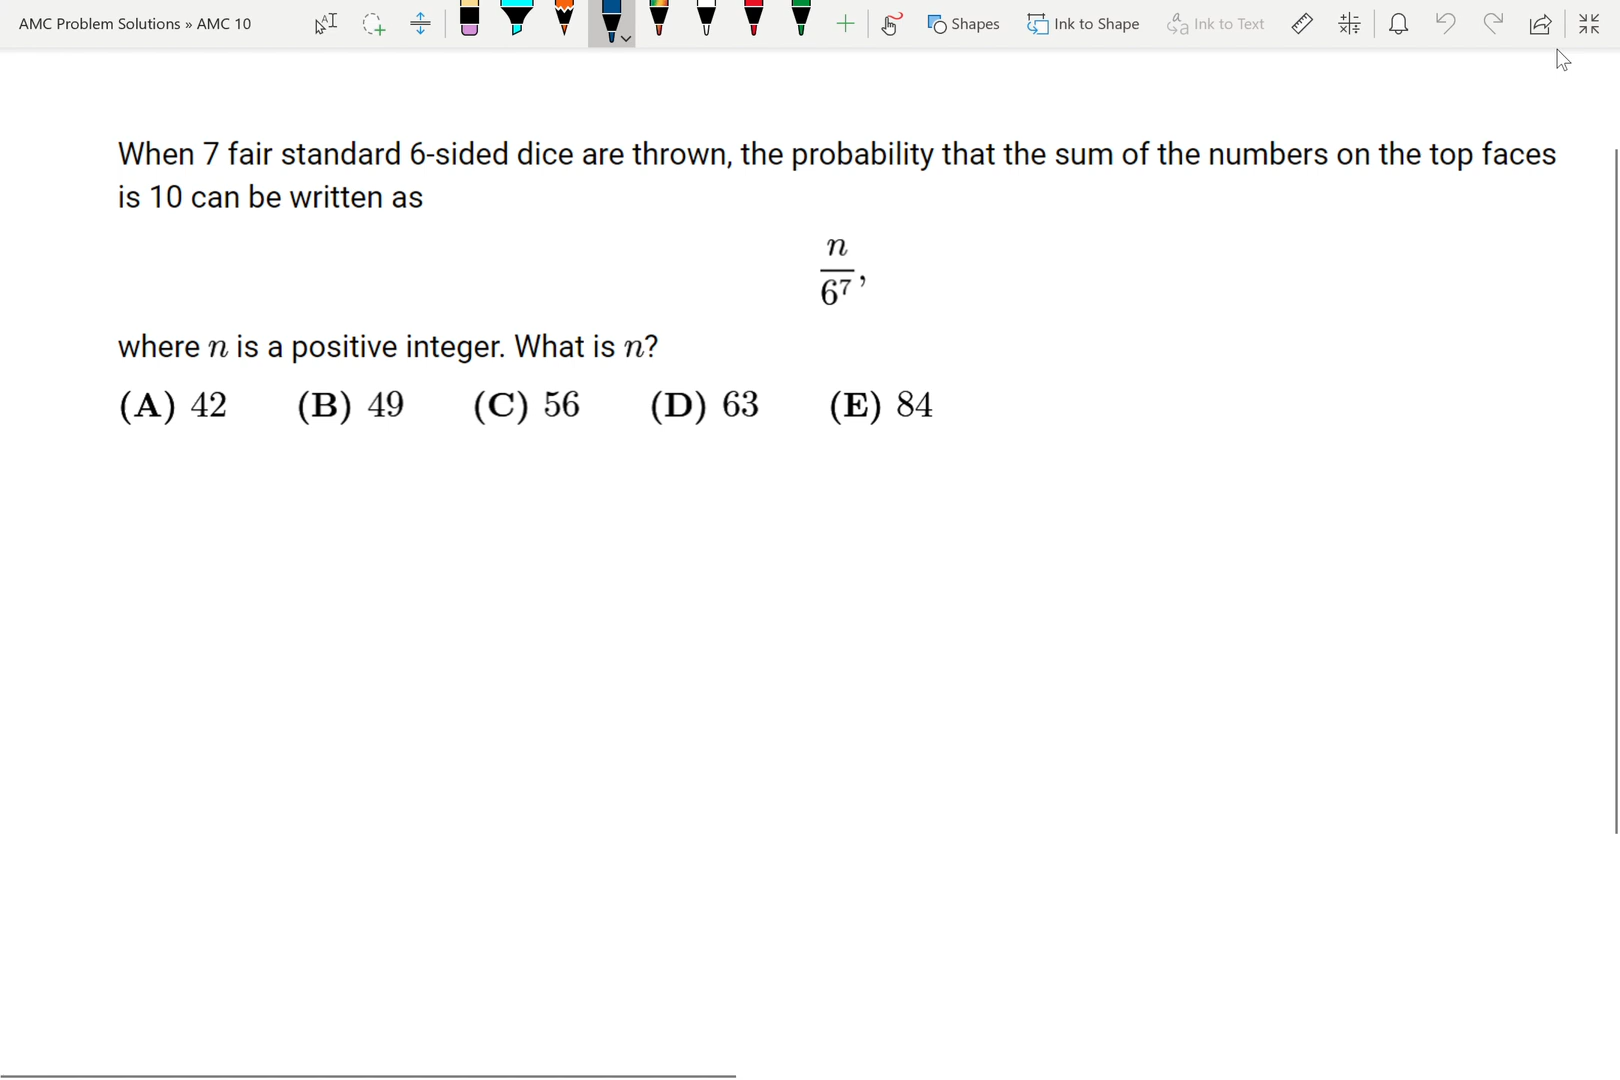 AMC Problem Solutions » AMC 10 Shapes Ink to Shape Ink to Text
When 7 fair standard 6-sided dice are thrown, the probability that the sum of the numbers on the top faces
is 10 can be written as
n
6⁷,
where n is a positive integer. What is n?
(A) 42 (B) 49 (C) 56 (D) 63 (E) 84